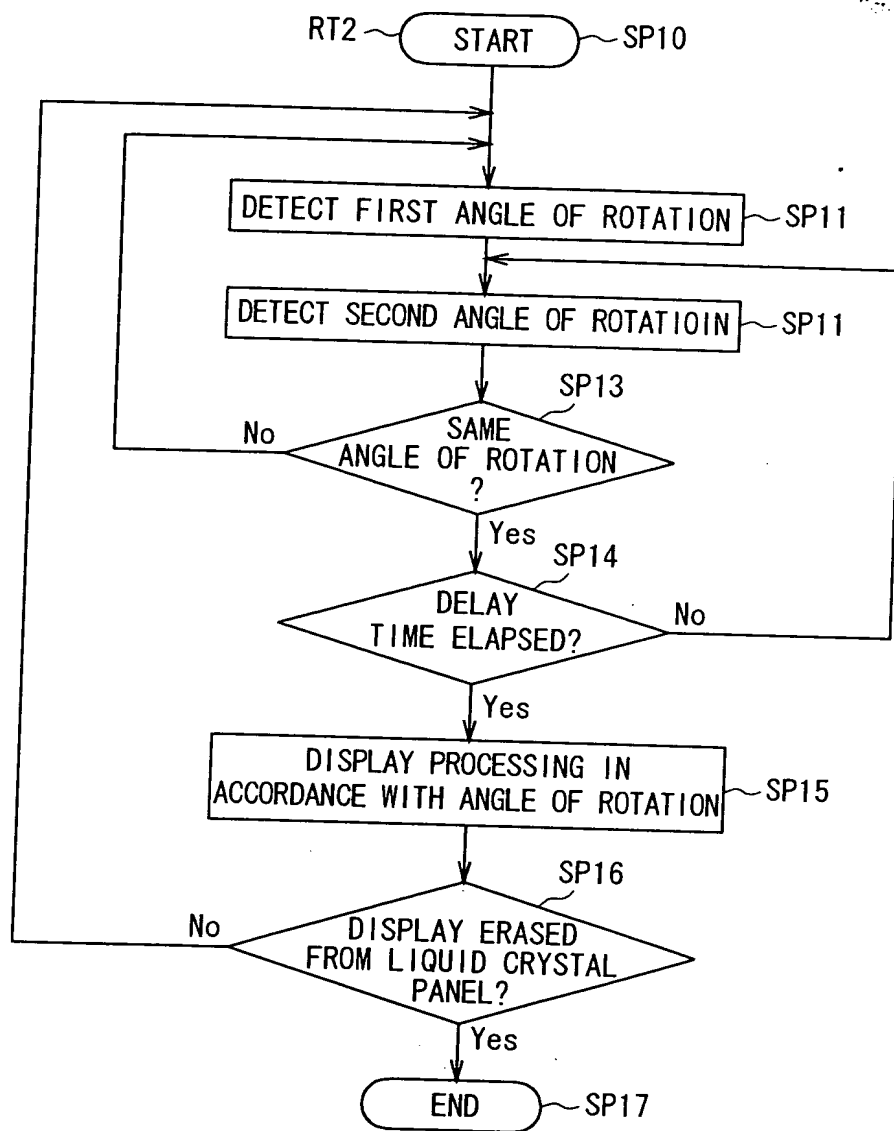 RT2 START SP10
DETECT FIRST ANGLE OF ROTATION SP11
DETECT SECOND ANGLE OF ROTATIOIN SP11
SP13
No
SAME
ANGLE OF ROTATION
?
Yes
SP14
DELAY
TIME ELAPSED?
No
Yes
DISPLAY PROCESSING IN
ACCORDANCE WITH ANGLE OF ROTATION
SP15
SP16
No
DISPLAY ERASED
FROM LIQUID CRYSTAL
PANEL?
Yes
END SP17